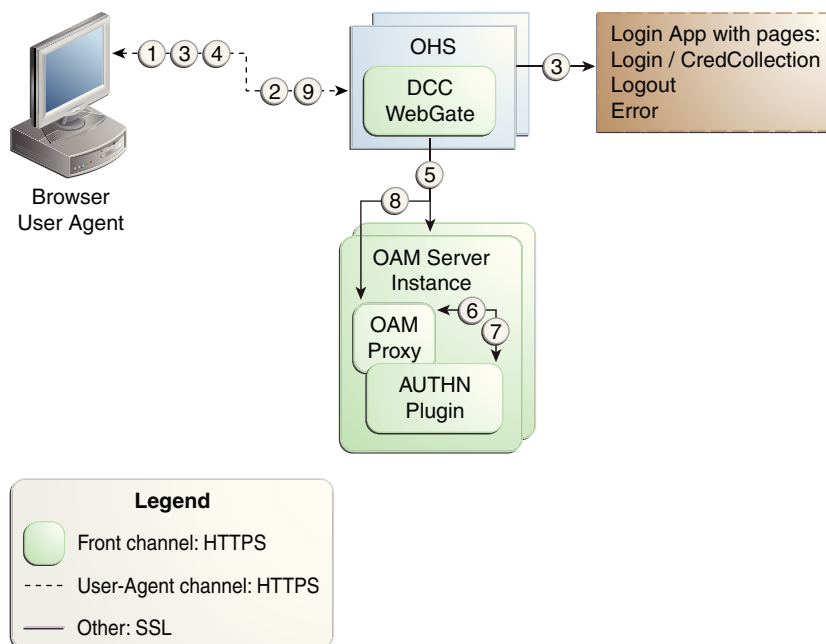 1 3 4
2 9
Browser
User Agent
OHS
DCC
WebGate
3
Login App with pages:
Login / CredCollection
Logout
Error
5
8
OAM Server
Instance
OAM
Proxy
6
7
AUTHN
Plugin
Legend
Front channel: HTTPS
User-Agent channel: HTTPS
Other: SSL